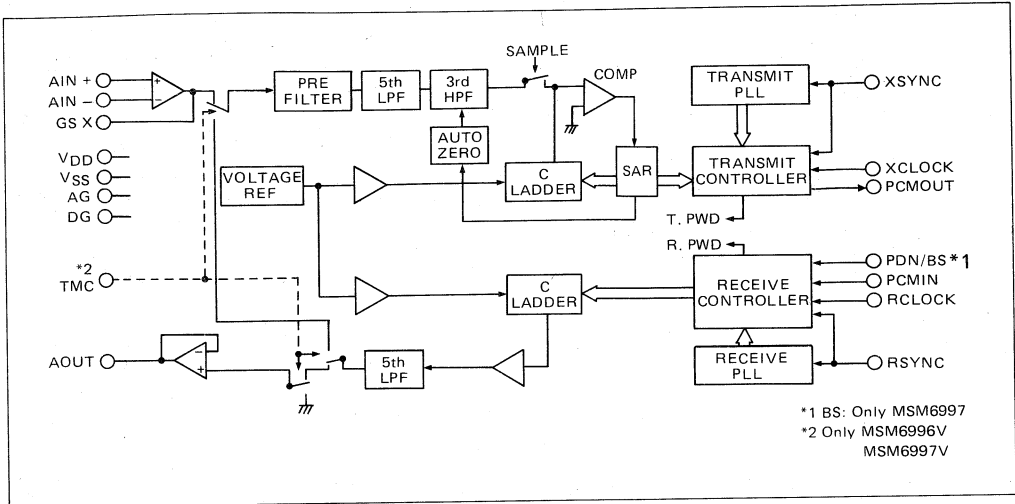 SAMPLE
COMP
AIN +
AIN −
GS X
PRE
FILTER
5th
LPF
3rd
HPF
TRANSMIT
PLL
XSYNC
AUTO
ZERO
VDD
VSS
AG
DG
VOLTAGE
REF
C
LADDER
SAR
TRANSMIT
CONTROLLER
XCLOCK
PCMOUT
T. PWD
R. PWD
*2
TMC
C
LADDER
RECEIVE
CONTROLLER
PDN/BS*1
PCMIN
RCLOCK
AOUT
5th
LPF
RECEIVE
PLL
RSYNC
*1 BS: Only MSM6997
*2 Only MSM6996V
MSM6997V